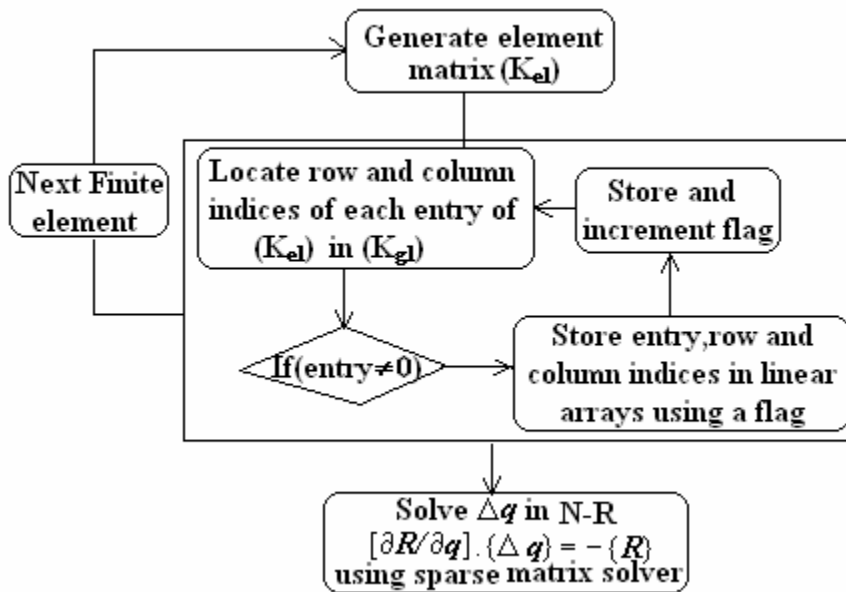 Generate element
matrix (Kel)
Next Finite
element
Locate row and column
indices of each entry of
(Kel) in (Kgl)
Store and
increment flag
If(entry≠0)
Store entry,row and
column indices in linear
arrays using a flag
Solve △q in N-R
[∂R/∂q].{△q} = −{R}
using sparse matrix solver